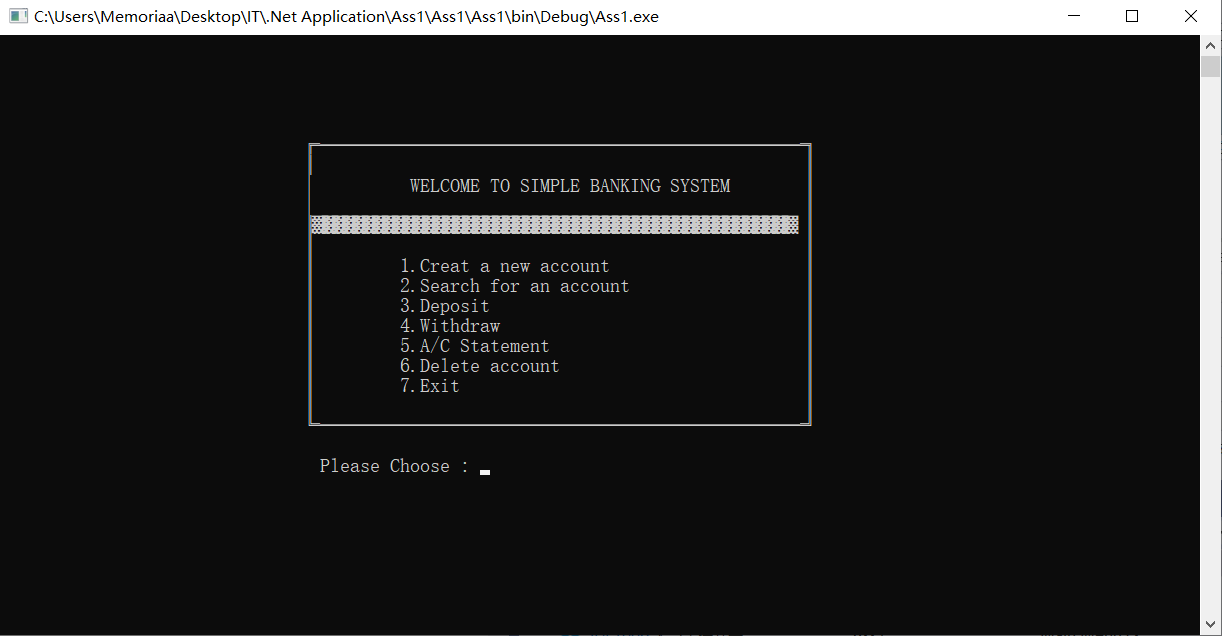 C:\Users\Memoriaa\Desktop\IT\.Net Application\Ass1\Ass1\Ass1\bin\Debug\Ass1.exe
WELCOME TO SIMPLE BANKING SYSTEM
1.Creat a new account
2.Search for an account
3.Deposit
4.Withdraw
5.A/C Statement
6.Delete account
7.Exit
Please Choose :